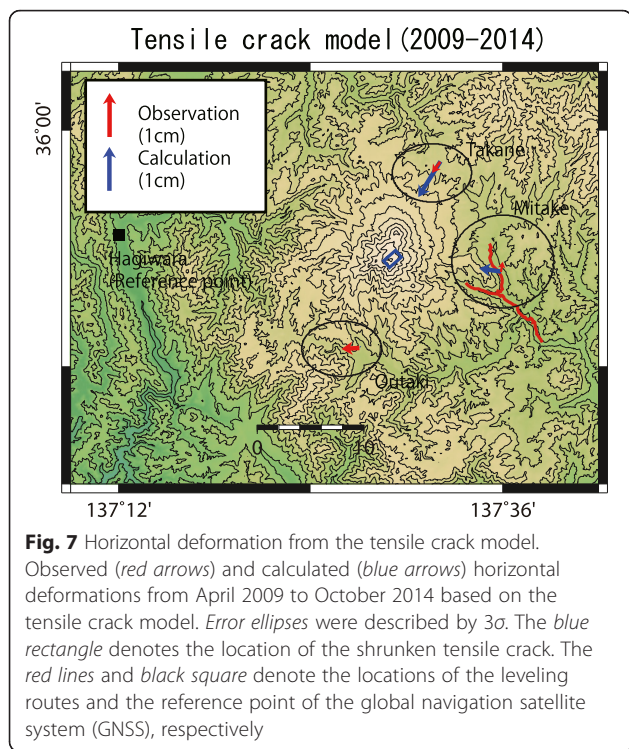 Tensile crack model(2009-2014)
36°00'
Observation
(1cm)
Calculation
(1cm)
Takane
Mitake
Hagiwara
(Reference point)
Outaki
0 10
137°12' 137°36'
Fig. 7 Horizontal deformation from the tensile crack model.
Observed (red arrows) and calculated (blue arrows) horizontal
deformations from April 2009 to October 2014 based on the
tensile crack model. Error ellipses were described by 3σ. The blue
rectangle denotes the location of the shrunken tensile crack. The
red lines and black square denote the locations of the leveling
routes and the reference point of the global navigation satellite
system (GNSS), respectively